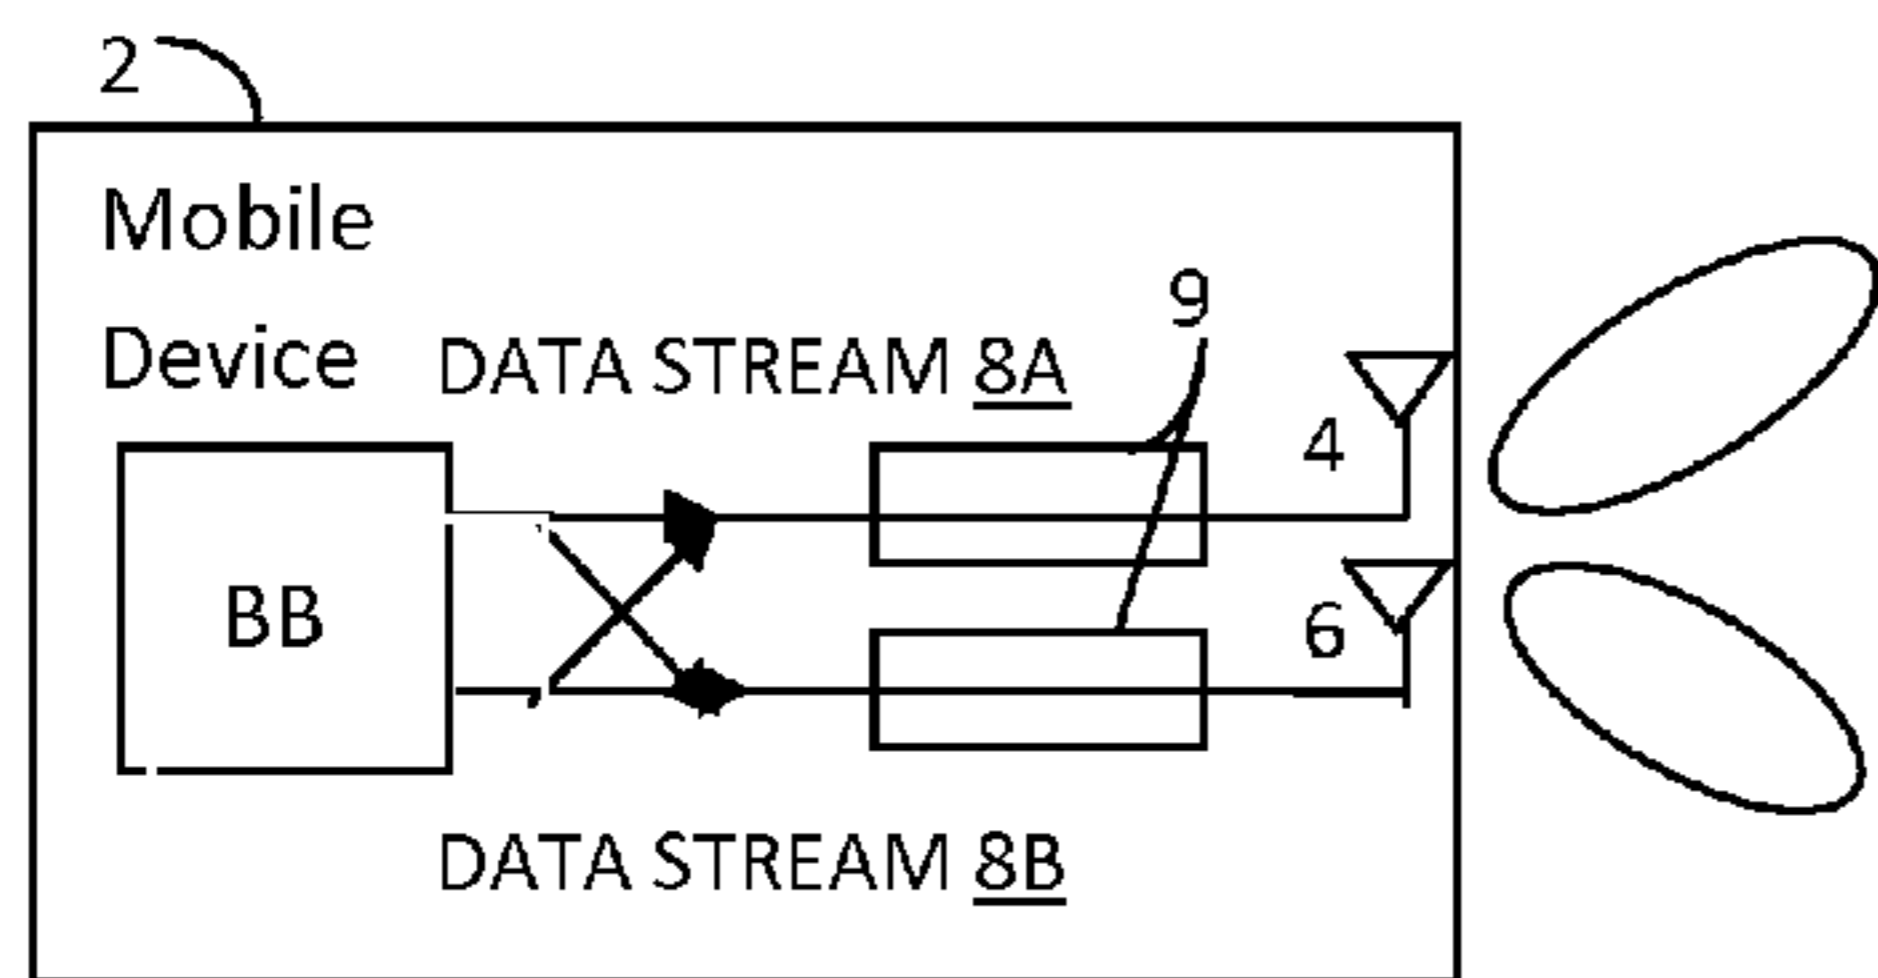 2
Mobile
Device
DATA STREAM 8A
9
4
BB
6
DATA STREAM 8B